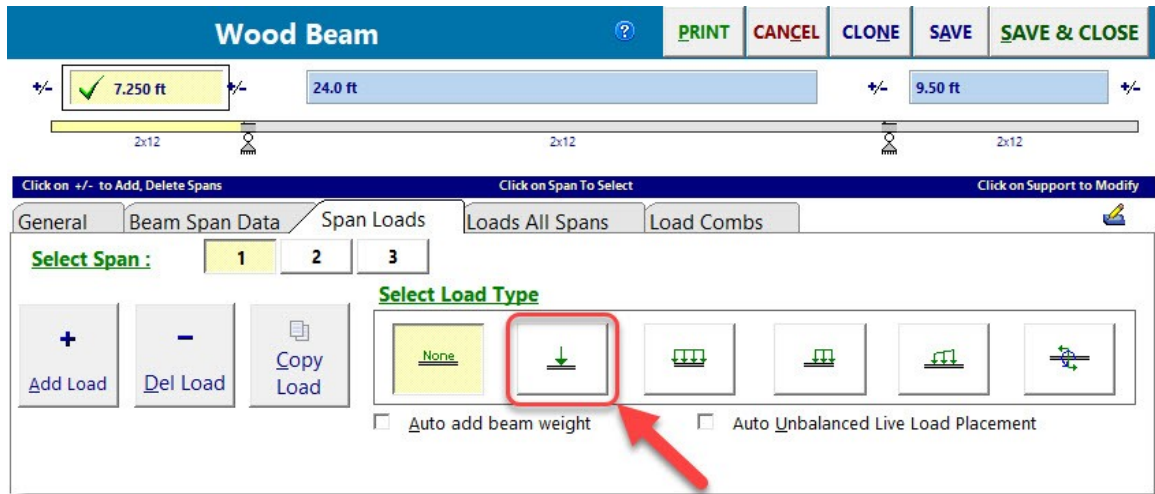 Wood Beam ? PRINT CANCEL CLONE SAVE SAVE & CLOSE
+/- 7.250 ft +/- 24.0 ft +/- 9.50 ft +/-
2x12 2x12 2x12
Click on +/- to Add, Delete Spans Click on Span To Select Click on Support to Modify
General Beam Span Data Span Loads Loads All Spans Load Combs
Select Span : 1 2 3
Select Load Type
+ Add Load - Del Load Copy Load None
Auto add beam weight Auto Unbalanced Live Load Placement